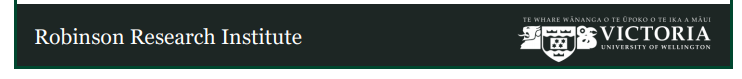 Robinson Research Institute
TE WHARE WĀNANGA O TE ŪPOKO O TE IKA A MĀUI
VICTORIA
UNIVERSITY OF WELLINGTON